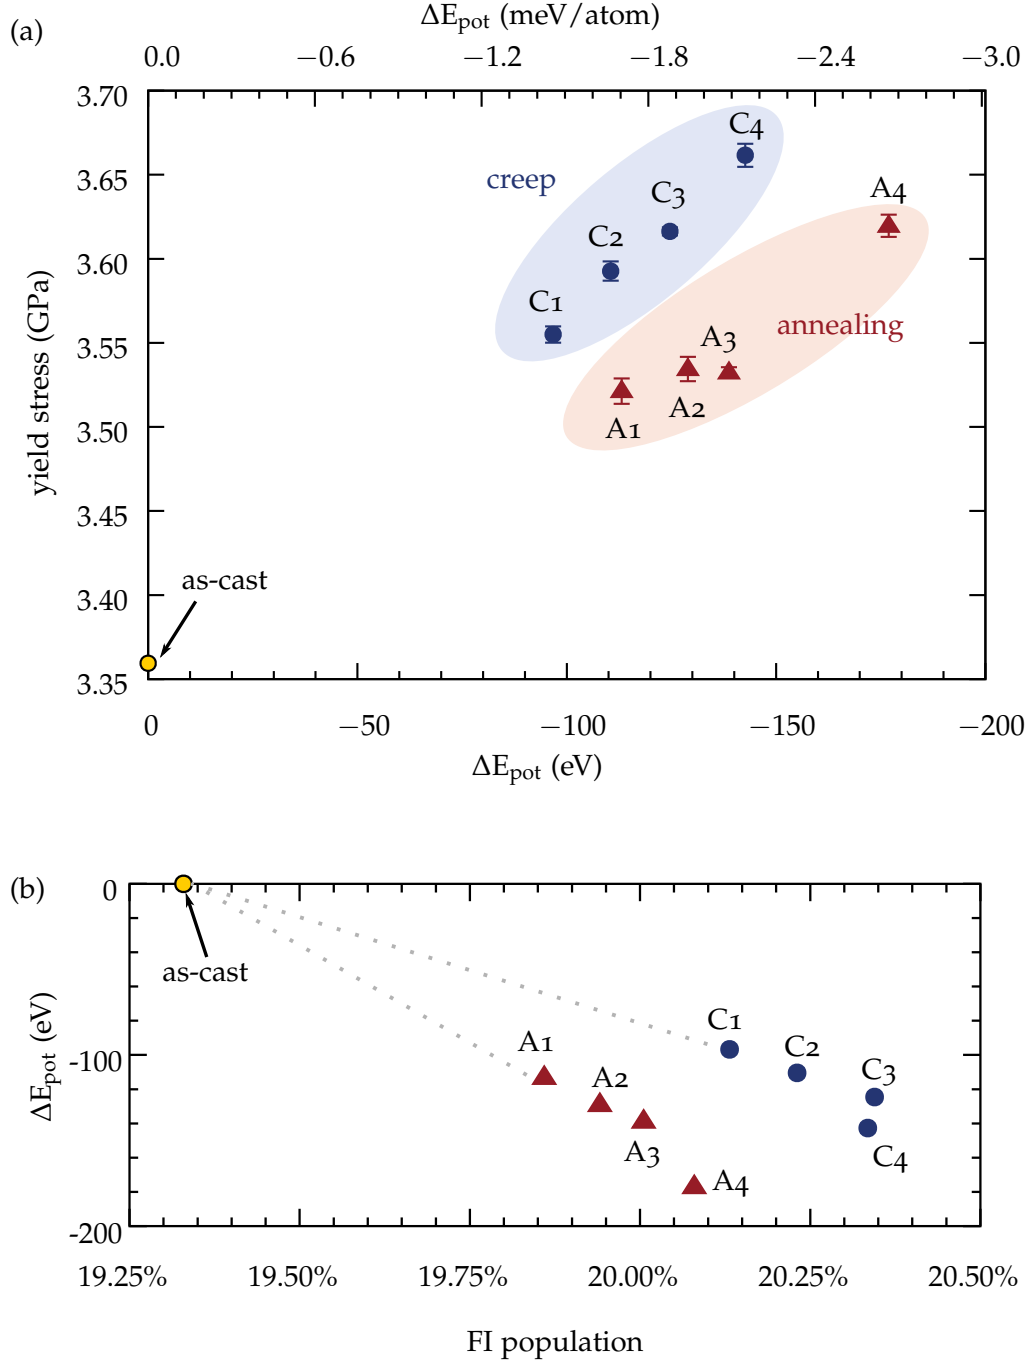 (a)
ΔEpot (meV/atom)
0.0 −0.6 −1.2 −1.8 −2.4 −3.0
3.70
C4
3.65
creep
A4
C3
C2
3.60
C1
annealing
3.55
A3
A2
A1
3.50
3.45
yield stress (GPa)
as-cast
3.40
3.35
0 −50 −100 −150 −200
ΔEpot (eV)
(b)
0
as-cast
C1
A1
C2
-100
C3
A2
ΔEpot (eV)
A3
C4
A4
-200
19.25% 19.50% 19.75% 20.00% 20.25% 20.50%
FI population